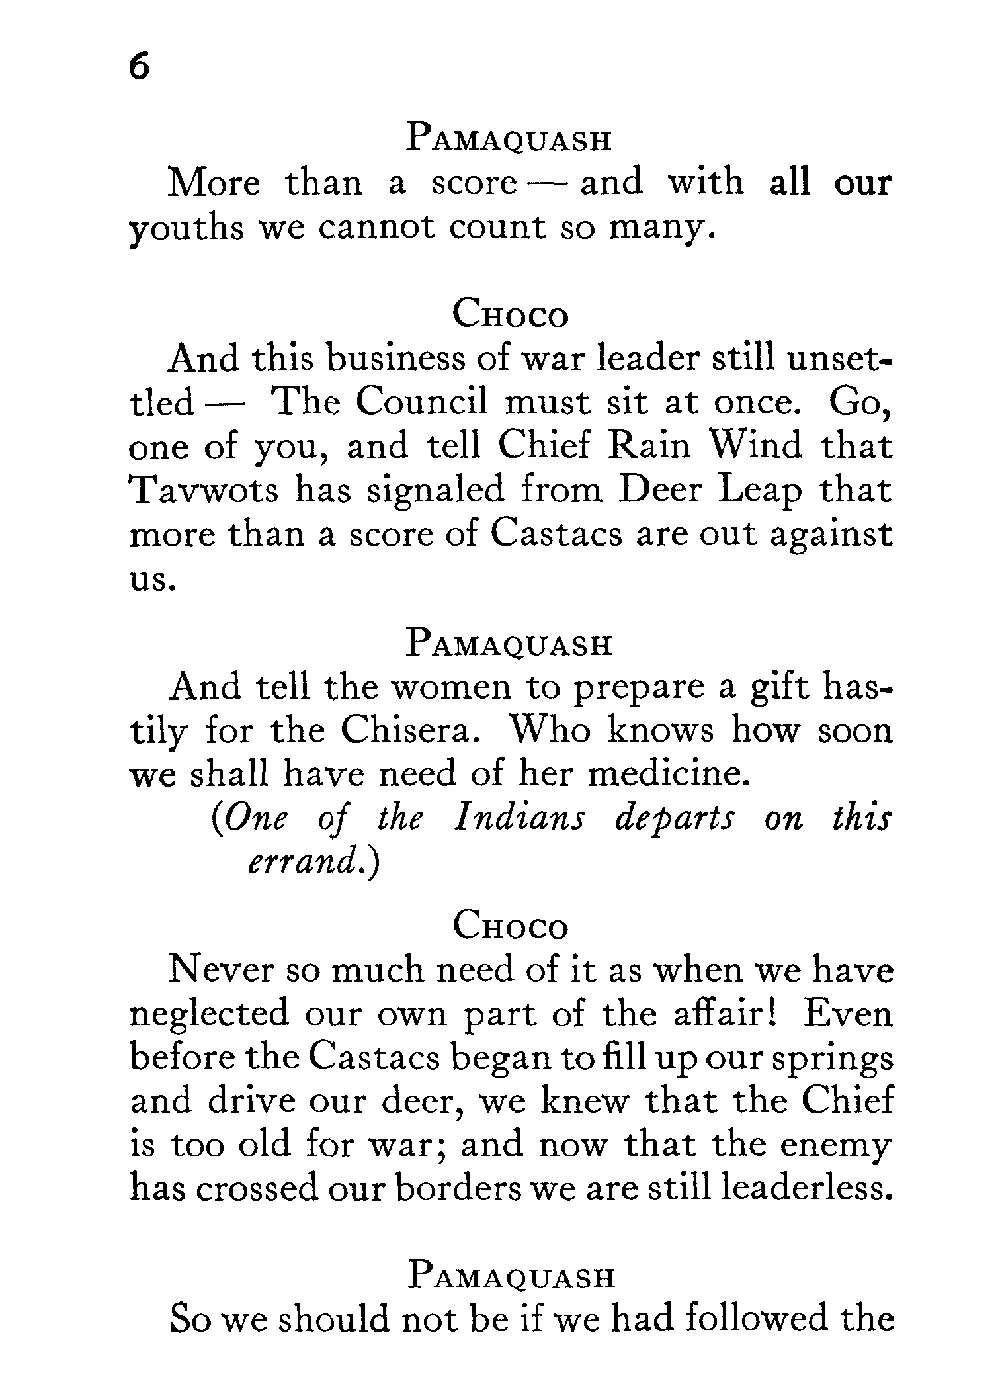 6
PAMAQUASH
More than a score — and with all our
youths we cannot count so many.
CHOCO
And this business of war leader still unset-
tled — The Council must sit at once. Go,
one of you, and tell Chief Rain Wind that
Tavwots has signaled from Deer Leap that
more than a score of Castacs are out against
us.
PAMAQUASH
And tell the women to prepare a gift has-
tily for the Chisera. Who knows how soon
we shall have need of her medicine.
(One of the Indians departs on this
errand.)
CHOCO
Never so much need of it as when we have
neglected our own part of the affair! Even
before the Castacs began to fill up our springs
and drive our deer, we knew that the Chief
is too old for war; and now that the enemy
has crossed our borders we are still leaderless.
PAMAQUASH
So we should not be if we had followed the